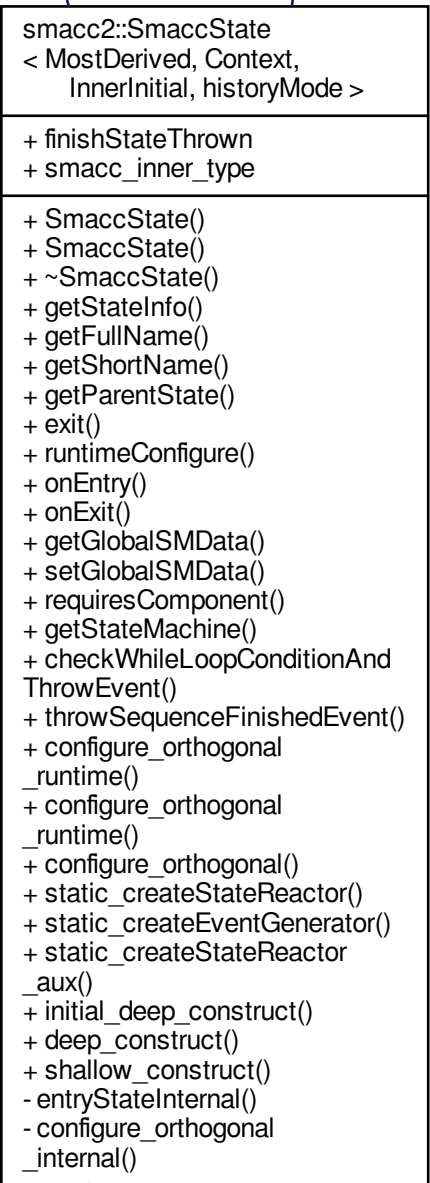 smacc2::SmaccState
< MostDerived, Context,
InnerInitial, historyMode >
+ finishStateThrown
+ smacc_inner_type
+ SmaccState()
+ SmaccState()
+ ~SmaccState()
+ getStateInfo()
+ getFullName()
+ getShortName()
+ getParentState()
+ exit()
+ runtimeConfigure()
+ onEntry()
+ onExit()
+ getGlobalSMData()
+ setGlobalSMData()
+ requiresComponent()
+ getStateMachine()
+ checkWhileLoopConditionAnd
ThrowEvent()
+ throwSequenceFinishedEvent()
+ configure_orthogonal
_runtime()
+ configure_orthogonal
_runtime()
+ configure_orthogonal()
+ static_createStateReactor()
+ static_createEventGenerator()
+ static_createStateReactor
_aux()
+ initial_deep_construct()
+ deep_construct()
+ shallow_construct()
- entryStateInternal()
- configure_orthogonal
_internal()